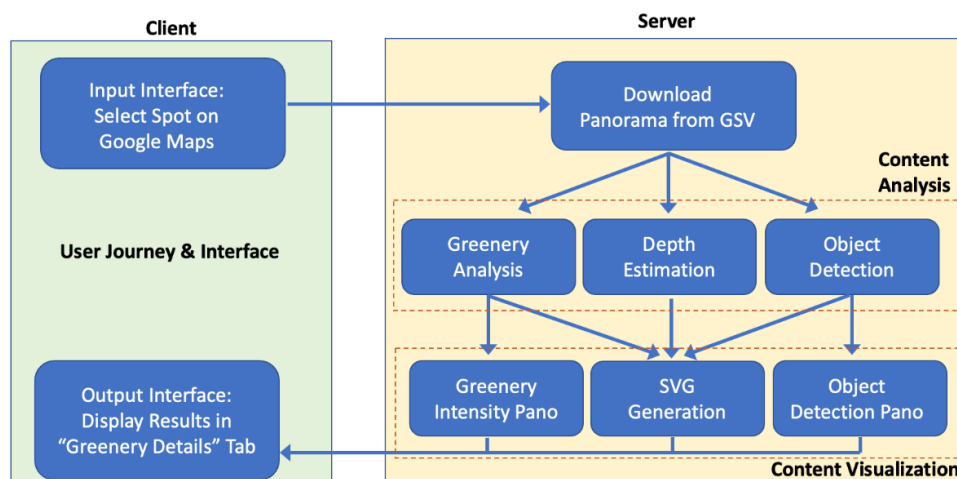 Client
Server
Input Interface:
Select Spot on
Google Maps
Download
Panorama from GSV
Content
Analysis
User Journey & Interface
Greenery
Analysis
Depth
Estimation
Object
Detection
Output Interface:
Display Results in
“Greenery Details” Tab
Greenery
Intensity Pano
SVG
Generation
Object
Detection Pano
Content Visualization